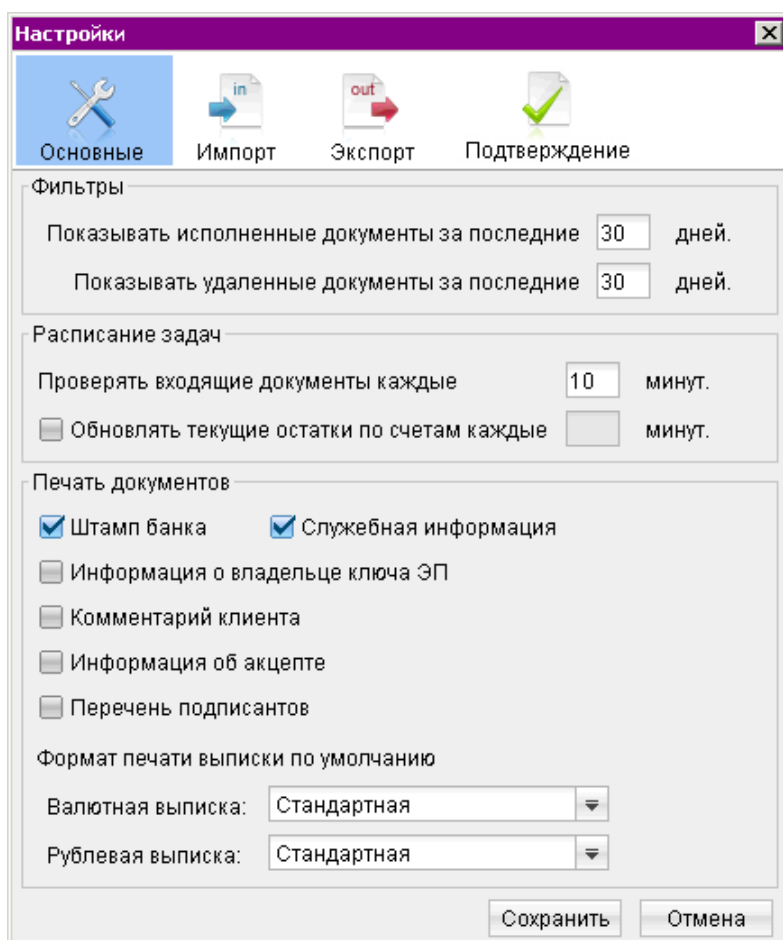 Настройки
in out
Основные Импорт Экспорт Подтверждение
Фильтры
Показывать исполненные документы за последние 30 дней.
Показывать удаленные документы за последние 30 дней.
Расписание задач
Проверять входящие документы каждые 10 минут.
Обновлять текущие остатки по счетам каждые минут.
Печать документов
Штамп банка Служебная информация
Информация о владельце ключа ЭП
Комментарий клиента
Информация об акцепте
Перечень подписантов
Формат печати выписки по умолчанию
Валютная выписка: Стандартная
Рублевая выписка: Стандартная
Сохранить Отмена